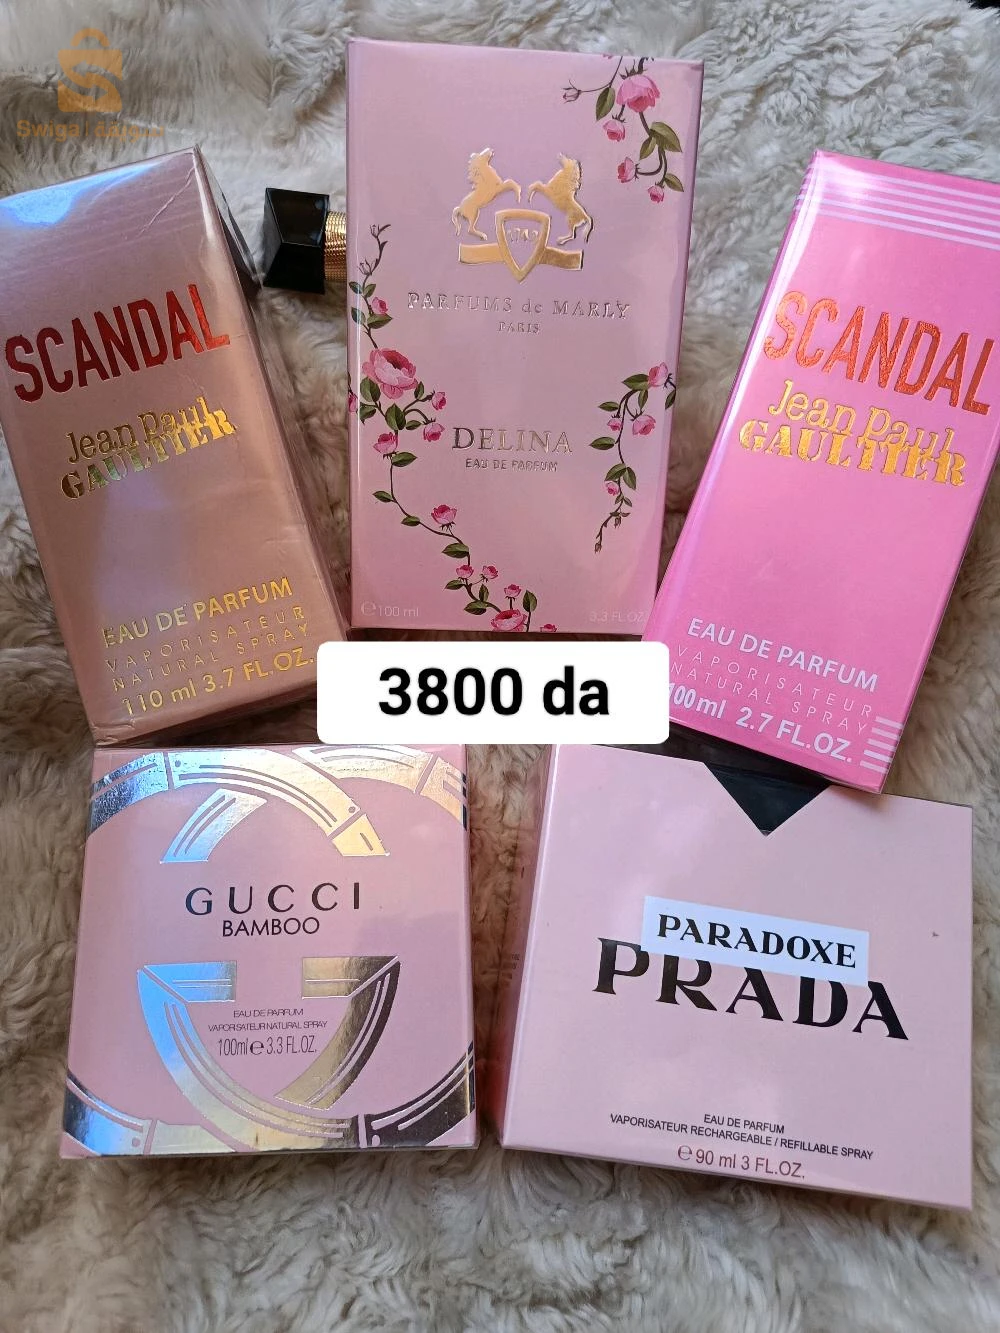 Swiga | سويقة
SCANDAL
Jean Paul
GAULTIER
EAU DE PARFUM
VAPORISATEUR
NATURAL SPRAY
110 ml 3.7 FL.OZ.
PARFUMS de MARLY
PARIS
DELINA
EAU DE PARFUM
℮100 ml
3.3 FL.OZ.
SCANDAL
Jean Paul
GAULTIER
EAU DE PARFUM
VAPORISATEUR
NATURAL SPRAY
100ml 2.7 FL.OZ.
3800 da
GUCCI
BAMBOO
EAU DE PARFUM
VAPORISATEUR NATURAL SPRAY
100ml ℮ 3.3 FL.OZ.
PARADOXE
PRADA
EAU DE PARFUM
VAPORISATEUR RECHARGEABLE / REFILLABLE SPRAY
℮ 90 ml 3 FL.OZ.